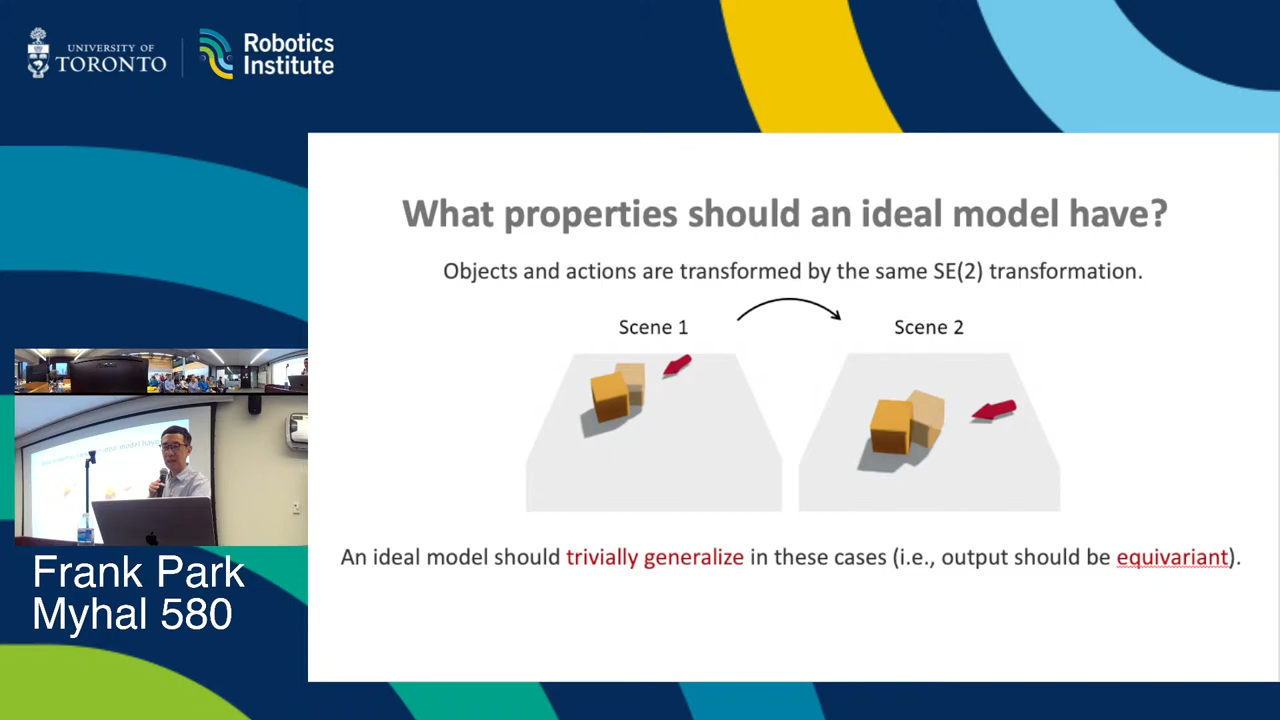 UNIVERSITY OF
TORONTO
Robotics
Institute
What properties should an ideal model have?
Objects and actions are transformed by the same SE(2) transformation.
Scene 1
Scene 2
An ideal model should trivially generalize in these cases (i.e., output should be equivariant).
Frank Park
Myhal 580